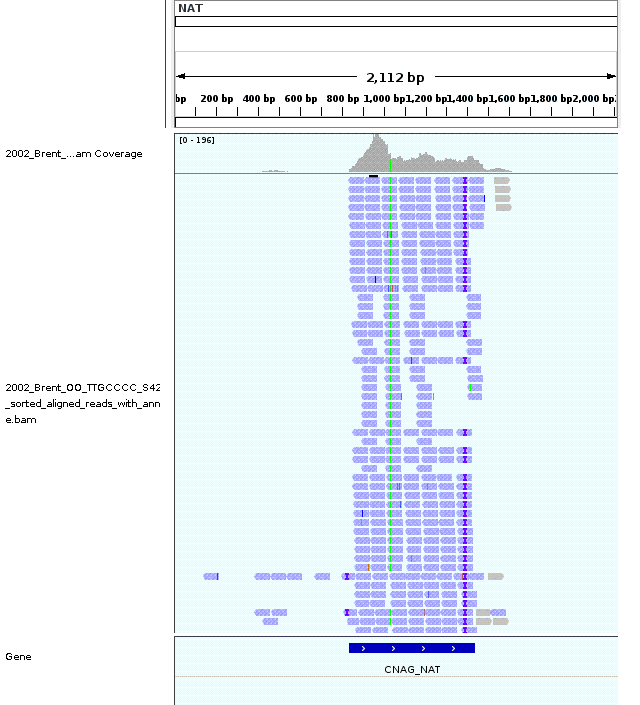 NAT
2,112 bp
bp 200 bp 400 bp 600 bp 800 bp 1,000 bp 1,200 bp 1,400 bp 1,600 bp 1,800 bp 2,000 bp
[0 - 196]
2002_Brent_...am Coverage
2002_Brent_OO_TTGCCCC_S42
_sorted_aligned_reads_with_ann
e.bam
Gene
CNAG_NAT